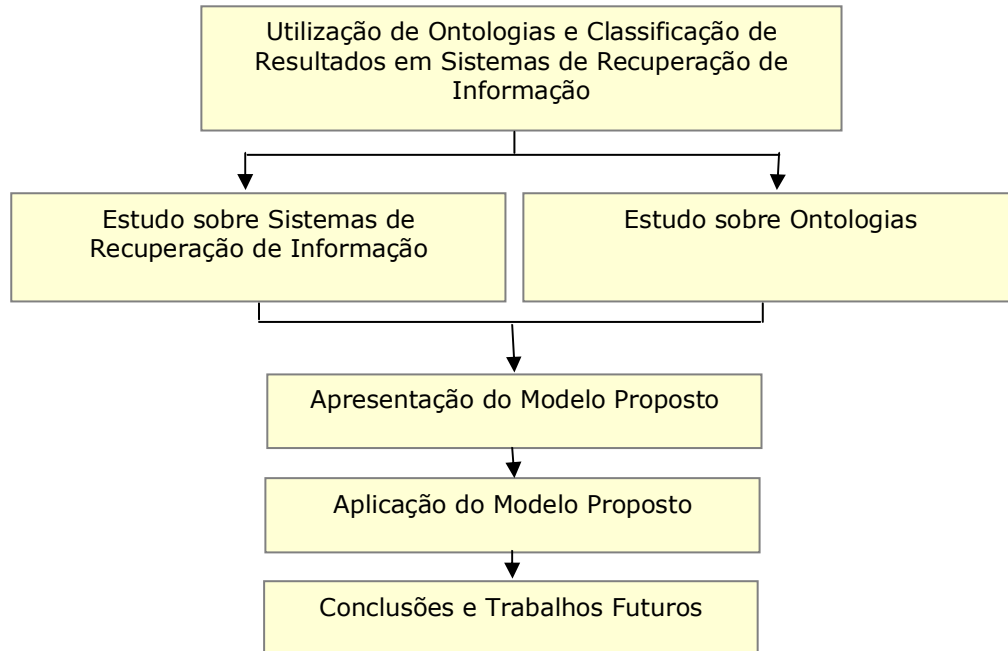 Utilização de Ontologias e Classificação de
Resultados em Sistemas de Recuperação de
Informação
Estudo sobre Sistemas de
Recuperação de Informação
Estudo sobre Ontologias
Apresentação do Modelo Proposto
Aplicação do Modelo Proposto
Conclusões e Trabalhos Futuros